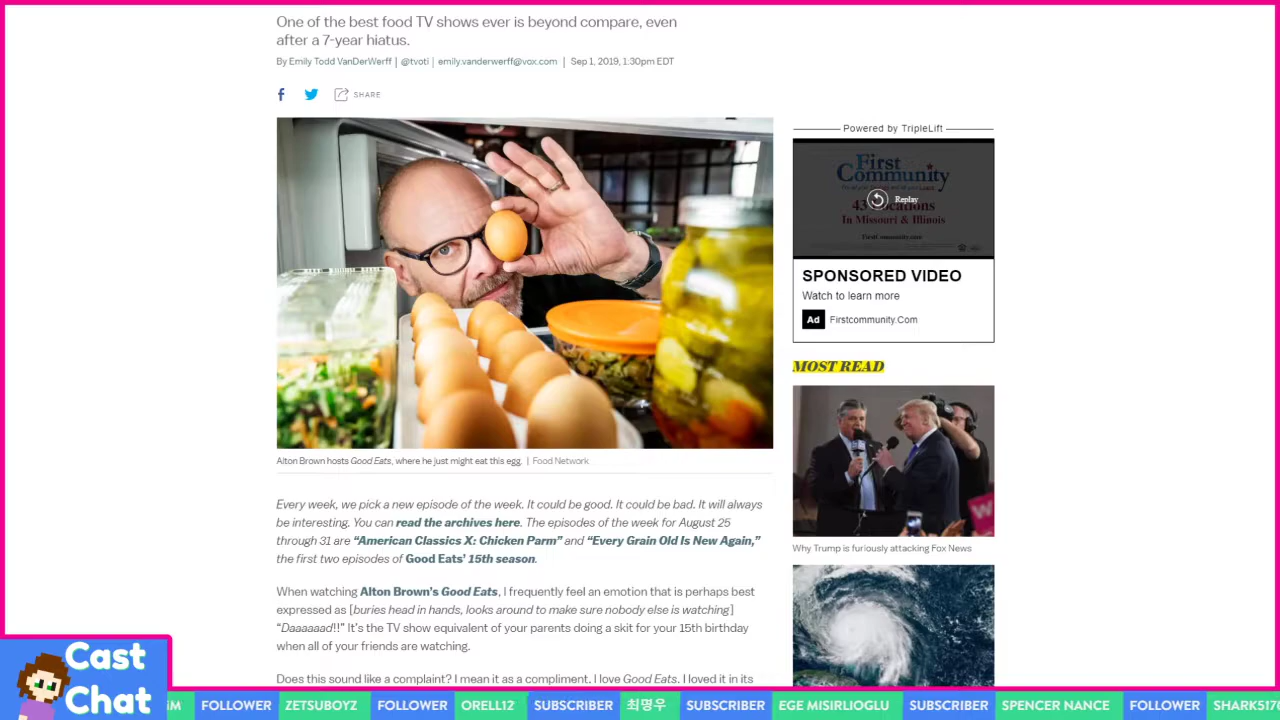 One of the best food TV shows ever is beyond compare, even
after a 7-year hiatus.
By Emily Todd VanDerWerff | @tvoti | emily.vanderwerff@vox.com | Sep 1, 2019, 1:30pm EDT
SHARE
Powered by TripleLift
First
Community
43 Locations
In Missouri & Illinois
FirstCommunity.com
Replay
SPONSORED VIDEO
Watch to learn more
Ad Firstcommunity.Com
MOST READ
Why Trump is furiously attacking Fox News
Alton Brown hosts Good Eats, where he just might eat this egg. | Food Network
Every week, we pick a new episode of the week. It could be good. It could be bad. It will always
be interesting. You can read the archives here. The episodes of the week for August 25
through 31 are “American Classics X: Chicken Parm” and “Every Grain Old Is New Again,”
the first two episodes of Good Eats’ 15th season.
When watching Alton Brown’s Good Eats, I frequently feel an emotion that is perhaps best
expressed as [buries head in hands, looks around to make sure nobody else is watching]
“Daaaaaad!!” It’s the TV show equivalent of your parents doing a skit for your 15th birthday
when all of your friends are watching.
Does this sound like a complaint? I mean it as a compliment. I love Good Eats. I loved it in its
Cast
Chat
FOLLOWER ZETSUBOYZ FOLLOWER ORELL12 SUBSCRIBER 최명우 SUBSCRIBER EGE MISIRLIOGLU SUBSCRIBER SPENCER NANCE FOLLOWER SHARK5170